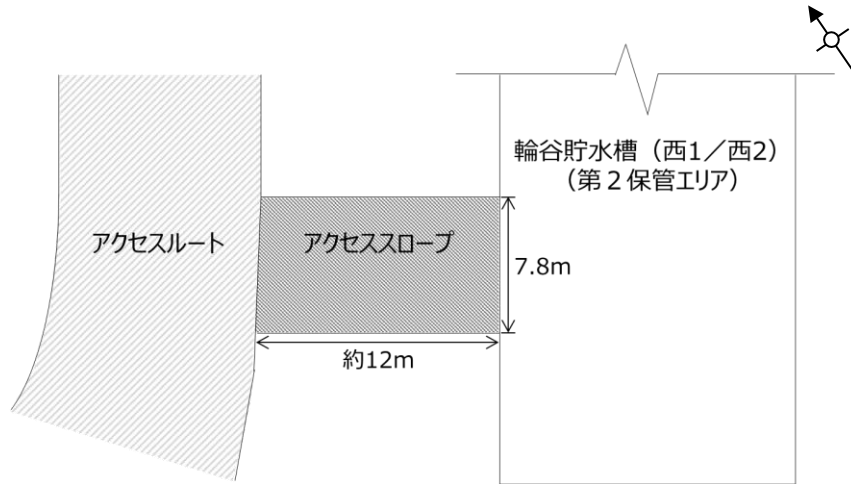 輪谷貯水槽（西1／西2）
（第２保管エリア）
アクセスルート
アクセススロープ
7.8m
約12m